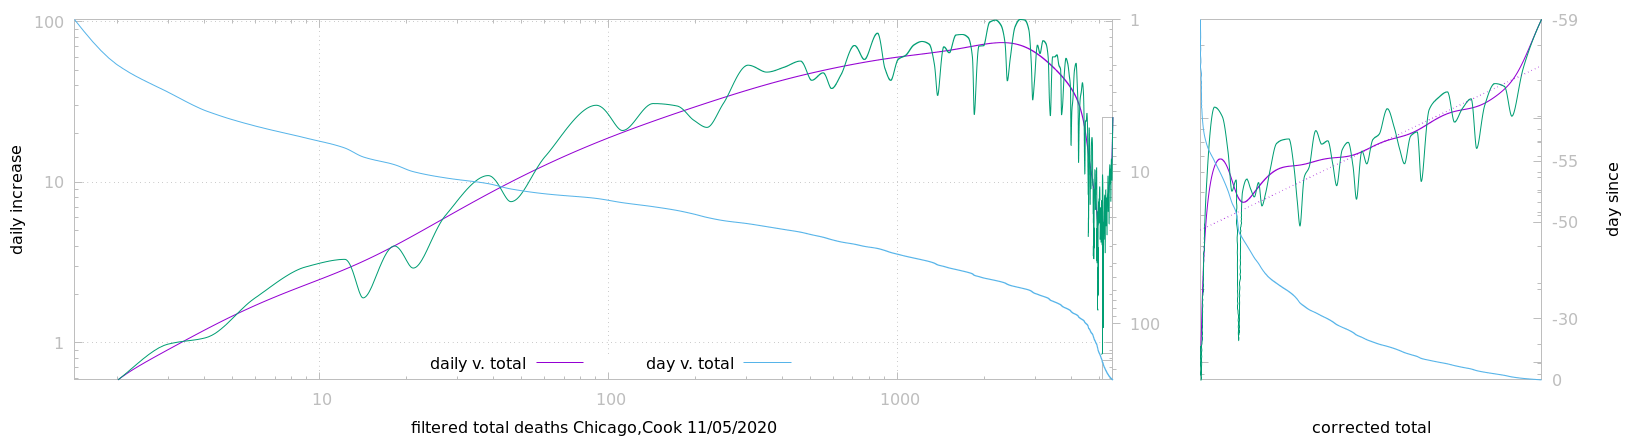 100
10
1
daily increase
10
100
1000
1
10
100
daily v. total
day v. total
filtered total deaths Chicago,Cook 11/05/2020
-59
-55
-50
-30
0
day since
corrected total